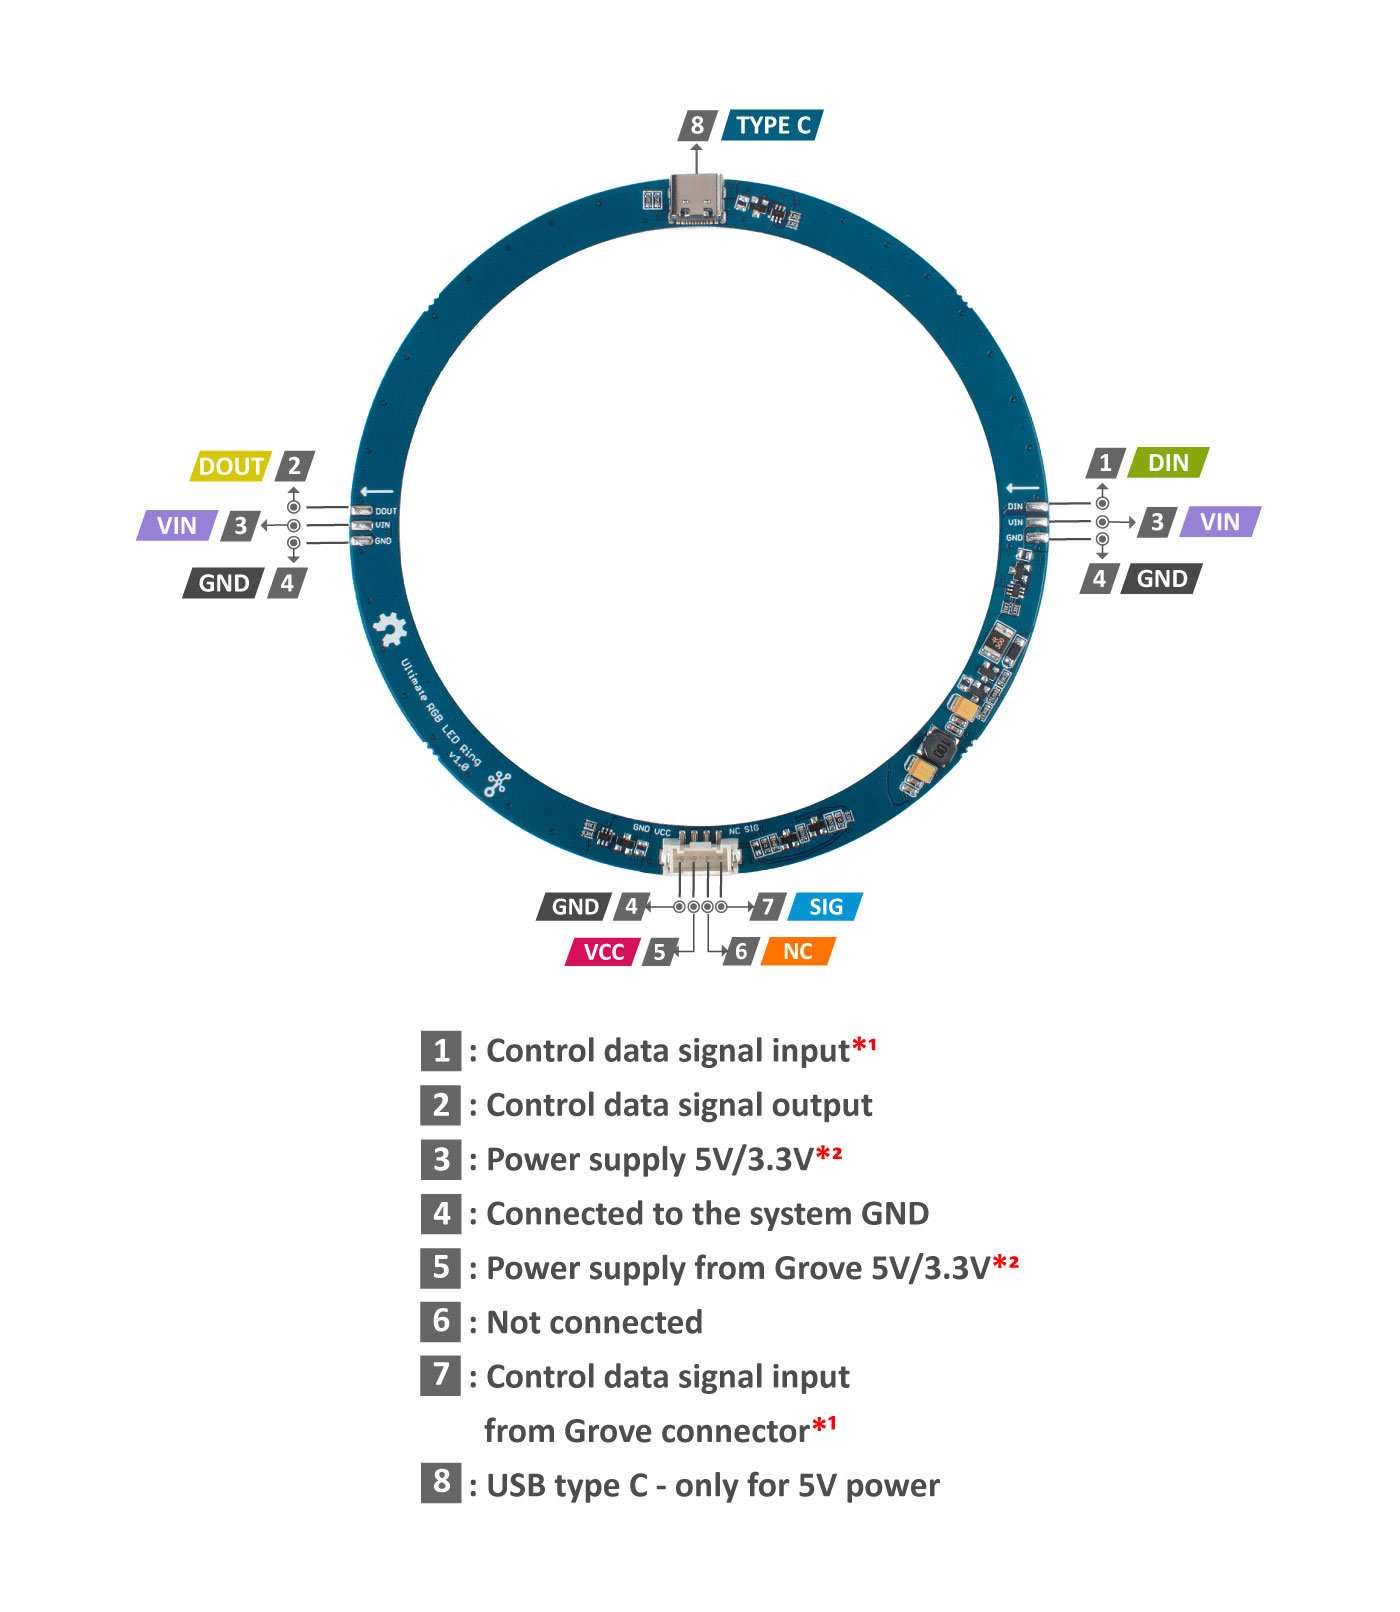 8 TYPE C
DOUT 2
1 DIN
DOUT
DIN
VIN 3
VIN
VIN
3 VIN
GND
GND
GND 4
4 GND
Ultimate RGB LED Ring
v1.0
100
GND VCC
NC SIG
GND 4
7 SIG
VCC 5
6 NC
1 : Control data signal input*¹
2 : Control data signal output
3 : Power supply 5V/3.3V*²
4 : Connected to the system GND
5 : Power supply from Grove 5V/3.3V*²
6 : Not connected
7 : Control data signal input
from Grove connector*¹
8 : USB type C - only for 5V power